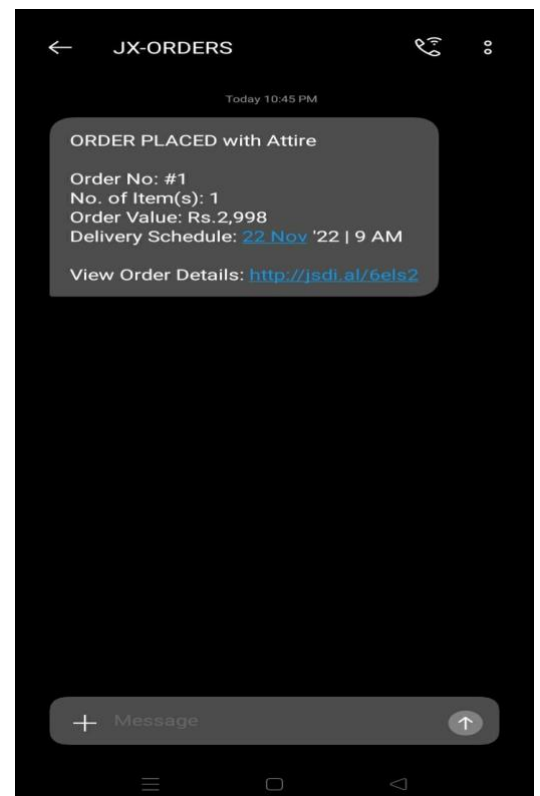 JX-ORDERS
Today 10:45 PM
ORDER PLACED with Attire
Order No: #1
No. of Item(s): 1
Order Value: Rs.2,998
Delivery Schedule: 22 Nov '22 | 9 AM
View Order Details: http://jsdi.al/6els2
Message